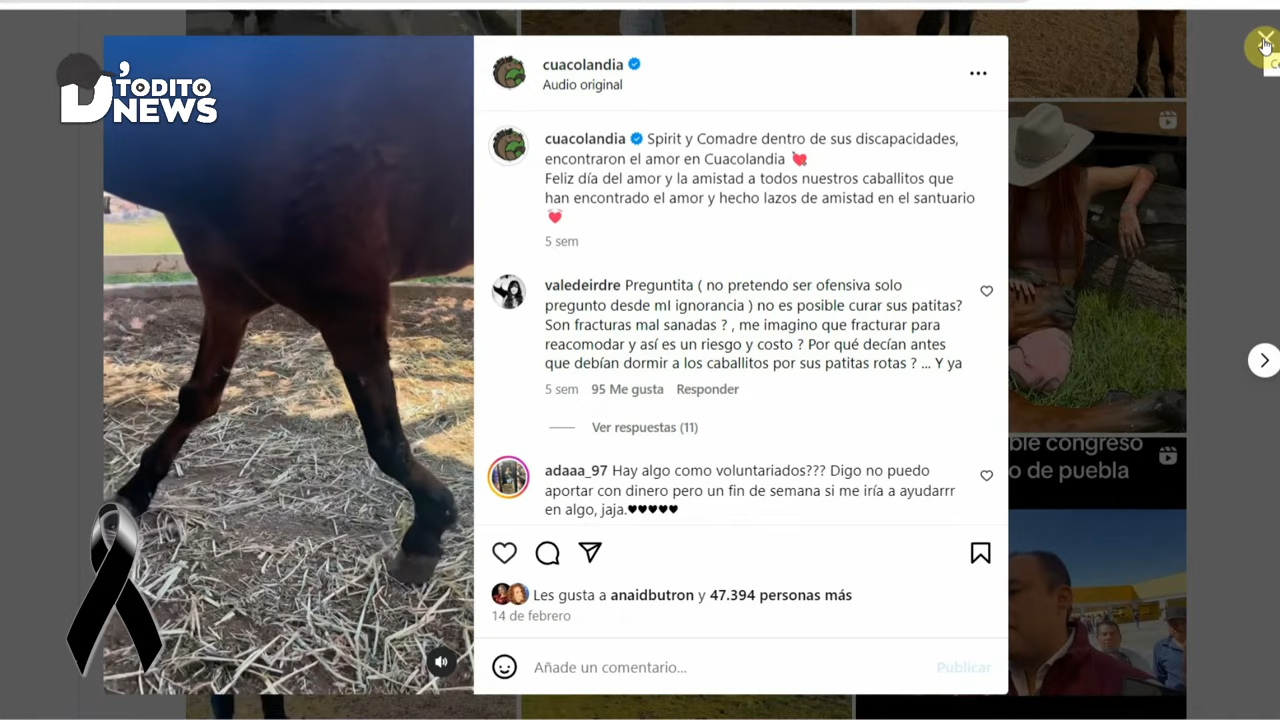 D'TODITO
NEWS
cuacolandia
Audio original
cuacolandia Spirit y Comadre dentro de sus discapacidades,
encontraron el amor en Cuacolandia
Feliz día del amor y la amistad a todos nuestros caballitos que
han encontrado el amor y hecho lazos de amistad en el santuario
5 sem
valedeirdre Preguntita ( no pretendo ser ofensiva solo
pregunto desde mI ignorancia ) no es posible curar sus patitas?
Son fracturas mal sanadas ? , me imagino que fracturar para
reacomodar y así es un riesgo y costo ? Por qué decían antes
que debían dormir a los caballitos por sus patitas rotas ? ... Y ya
5 sem 95 Me gusta Responder
Ver respuestas (11)
adaaa_97 Hay algo como voluntariados??? Digo no puedo
aportar con dinero pero un fin de semana si me iría a ayudarrr
en algo, jaja.♥♥♥♥♥
Les gusta a anaidbutron y 47.394 personas más
14 de febrero
Añade un comentario...
Publicar
ble congreso
o de puebla